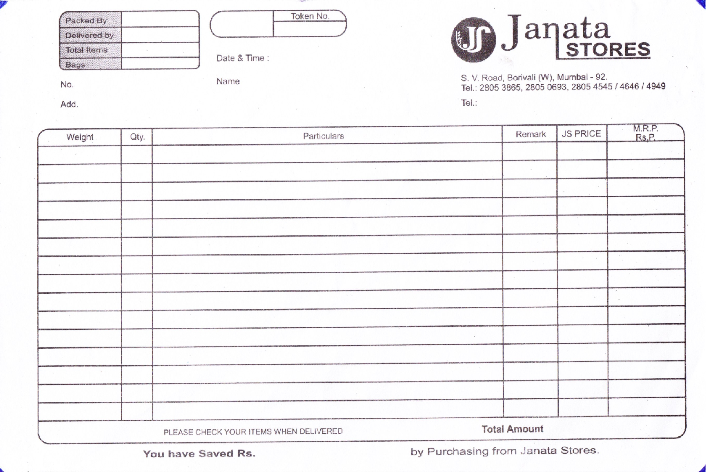 Packed By
Delivered by
Total Items
Bags
Token No.
Date & Time :
Name
No.
Add.
JS
Janata
STORES
S. V. Road, Borivali (W), Mumbai - 92.
Tel.: 2805 3865, 2805 0693, 2805 4545 / 4646 / 4949
Tel.:
Weight Qty. Particulars Remark JS PRICE M.R.P. Rs.P.
PLEASE CHECK YOUR ITEMS WHEN DELIVERED Total Amount
You have Saved Rs. by Purchasing from Janata Stores.